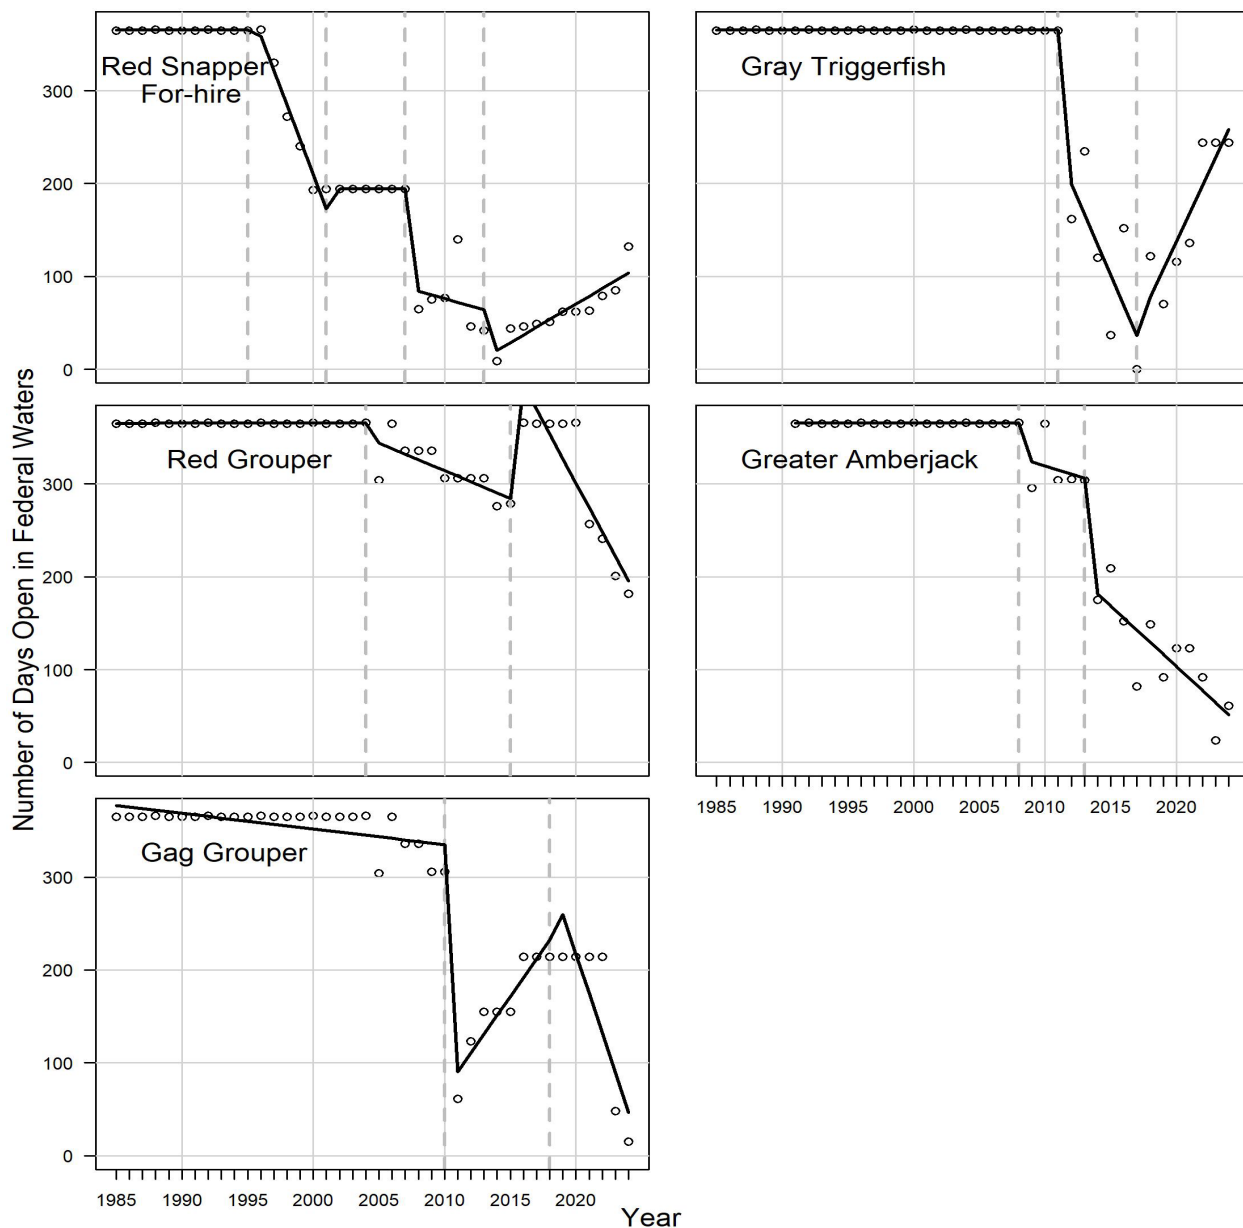 Red Snapper
For-hire
300
200
100
0
Gray Triggerfish
Red Grouper
300
200
100
0
Greater Amberjack
1985 1990 1995 2000 2005 2010 2015 2020
Gag Grouper
300
200
100
0
1985 1990 1995 2000 2005 2010 2015 2020
Number of Days Open in Federal Waters
Year